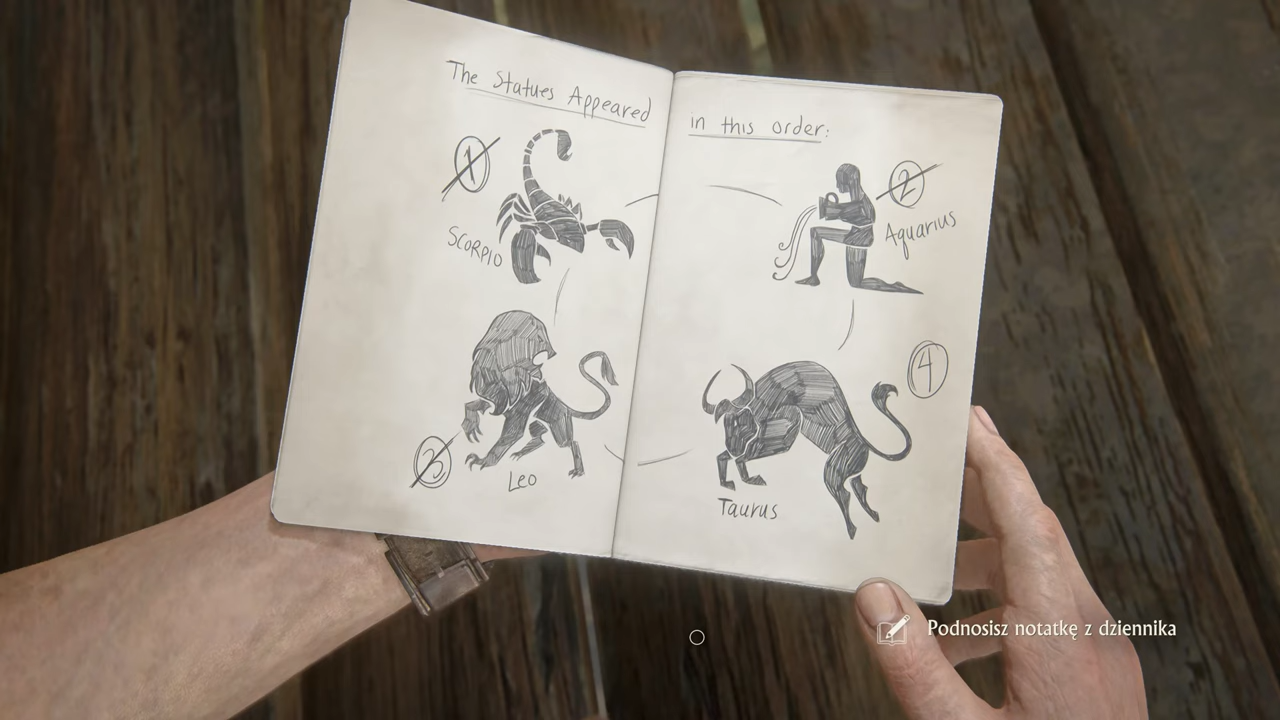 The Statues Appeared
in this order:
1
SCORPIO
2
Aquarius
3
Leo
4
Taurus
Podnosisz notatkę z dziennika